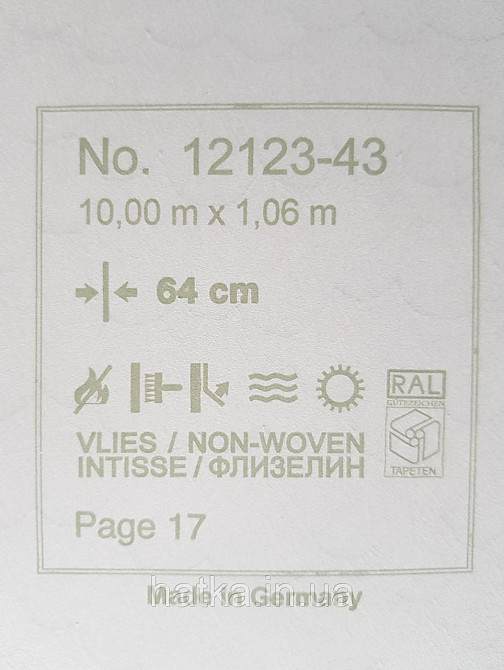 No. 12123-43
10,00 m x 1,06 m
64 cm
RAL
GÜTEZEICHEN
TAPETEN
VLIES / NON-WOVEN
INTISSE / ФЛИЗЕЛИН
Page 17
Made in Germany
hatka.in.ua